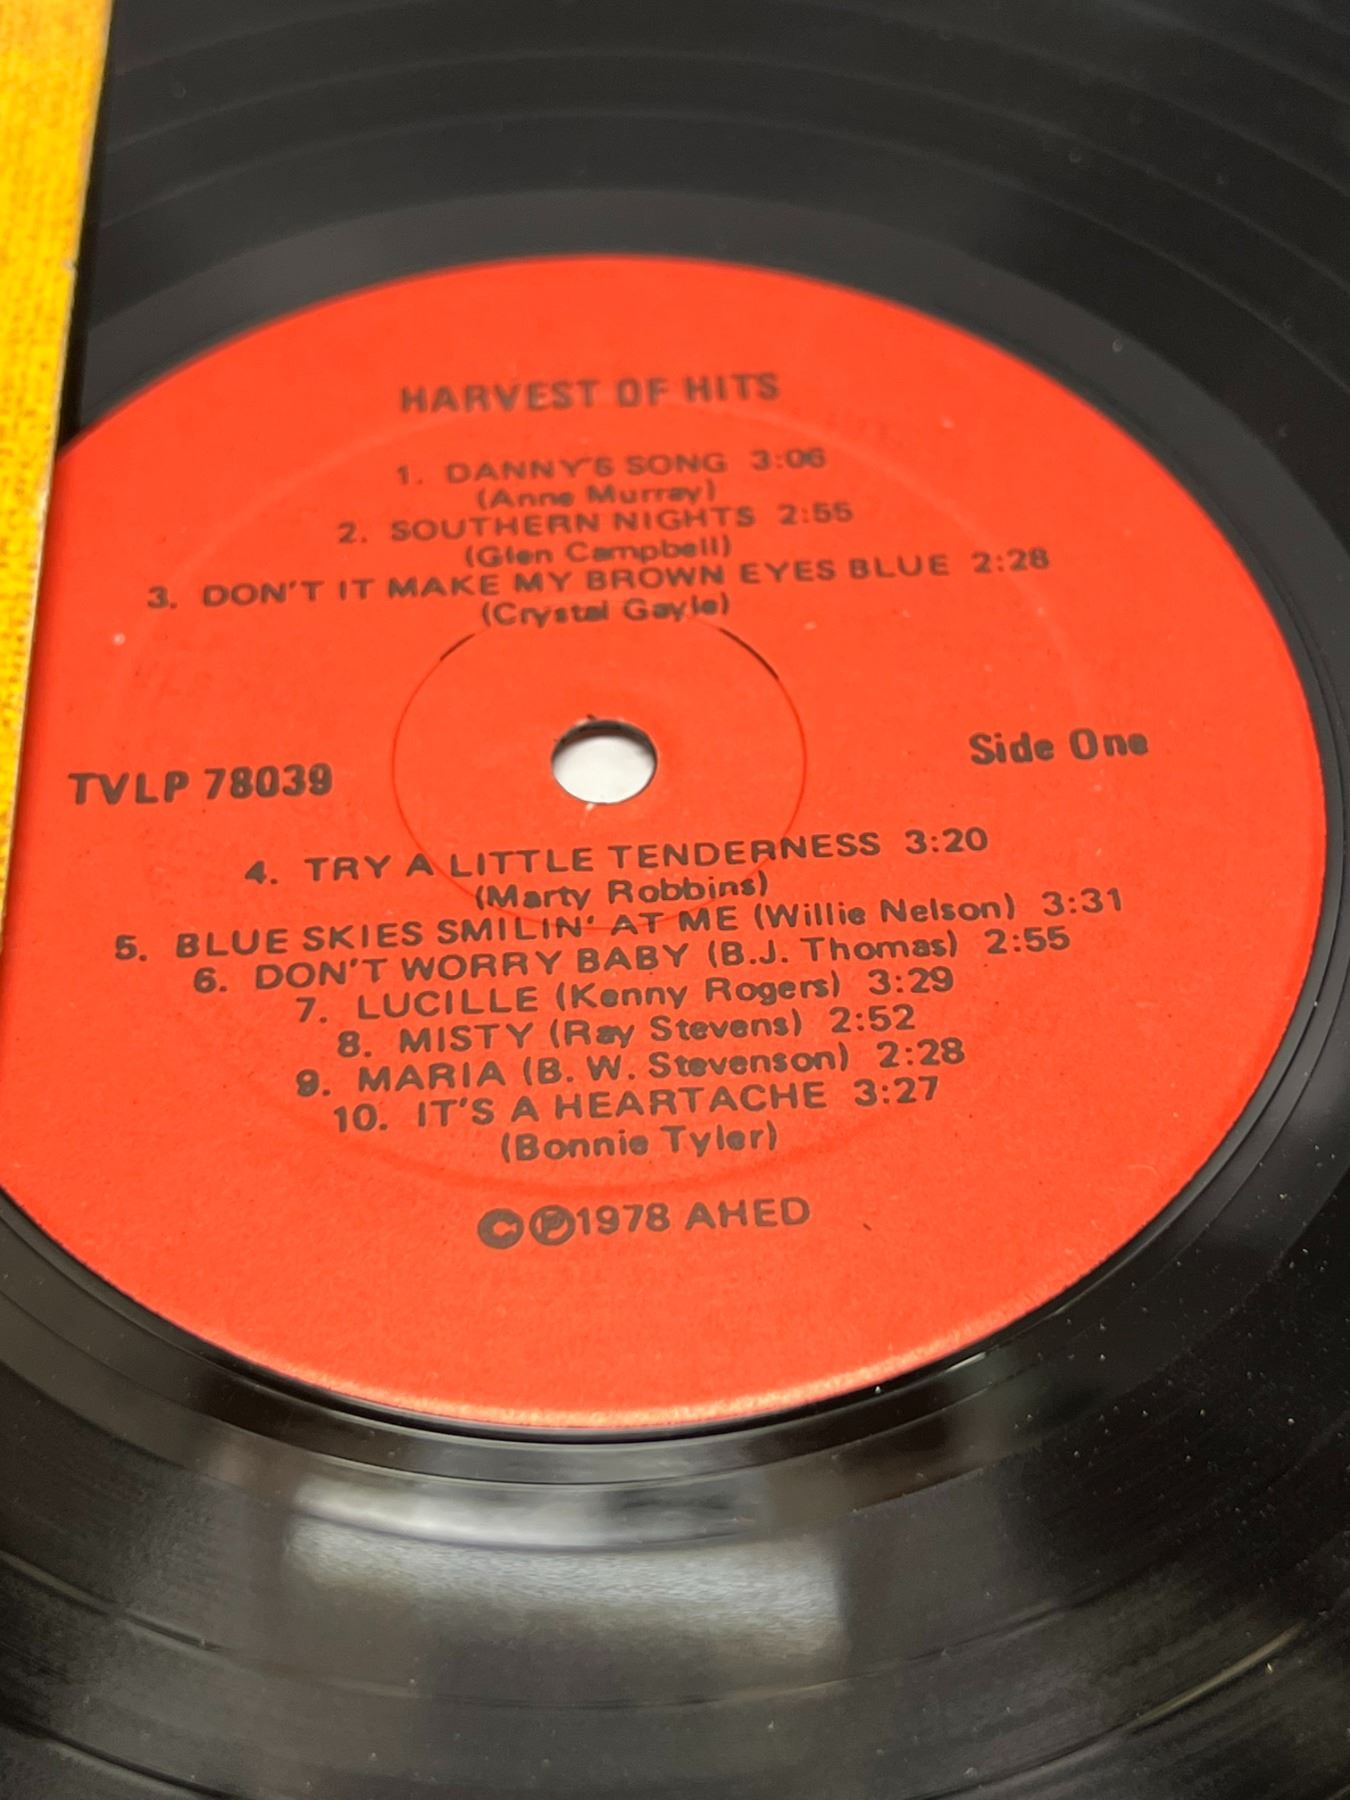 HARVEST OF HITS
1. DANNY'S SONG 3:06
(Anne Murray)
2. SOUTHERN NIGHTS 2:55
(Glen Campbell)
3. DON'T IT MAKE MY BROWN EYES BLUE 2:28
(Crystal Gayle)
TVLP 78039
Side One
4. TRY A LITTLE TENDERNESS 3:20
(Marty Robbins)
5. BLUE SKIES SMILIN' AT ME (Willie Nelson) 3:31
6. DON'T WORRY BABY (B.J. Thomas) 2:55
7. LUCILLE (Kenny Rogers) 3:29
8. MISTY (Ray Stevens) 2:52
9. MARIA (B. W. Stevenson) 2:28
10. IT'S A HEARTACHE 3:27
(Bonnie Tyler)
©℗1978 AHED